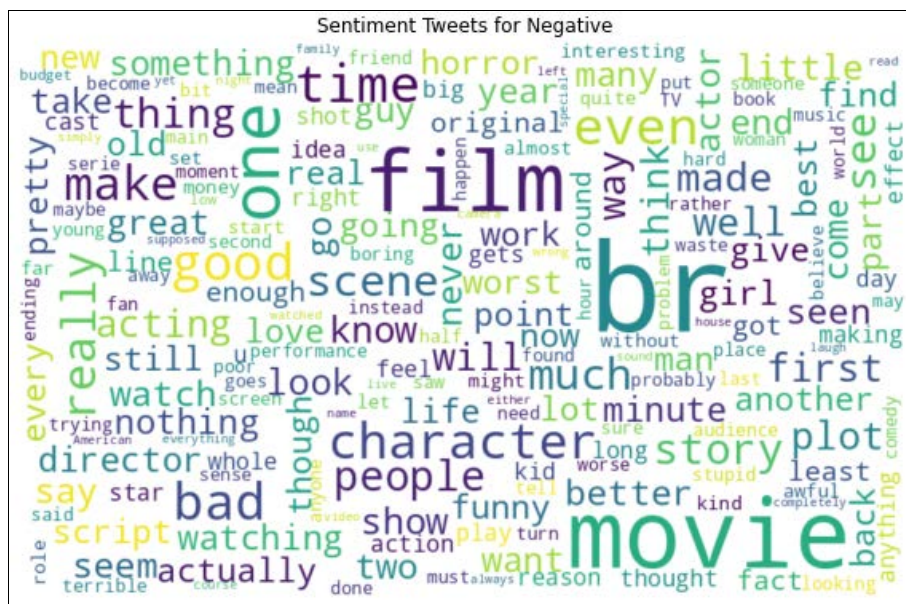 Sentiment Tweets for Negative
new something family friend horror interesting many actor little read
budget become yet bit night mean time big year left special quite put TV someone book find
take thing one shot guy original even end woman music
cast old main idea almost happen way think hard best world see effect
simply serie set real film made
pretty make moment money right use around rather part
maybe low great start go going never work well come
young supposed second camera boring gets wrong waste give believe
far line good scene worst hour br problem girl day
away enough instead point house seen may
ending fan acting love know watched half now without got making
really still u performance feel will found sound man place first laugh
every poor goes look live saw might much probably last
watch screen let life either need lot minute another comedy
trying nothing name sure audience
American everything though character long story plot
director whole sense people kid worse stupid least
say star bad anyone tell better kind awful completely
said script video show funny back anything
watching action play turn movie
role seem actually two want
terrible course done must always reason thought fact looking